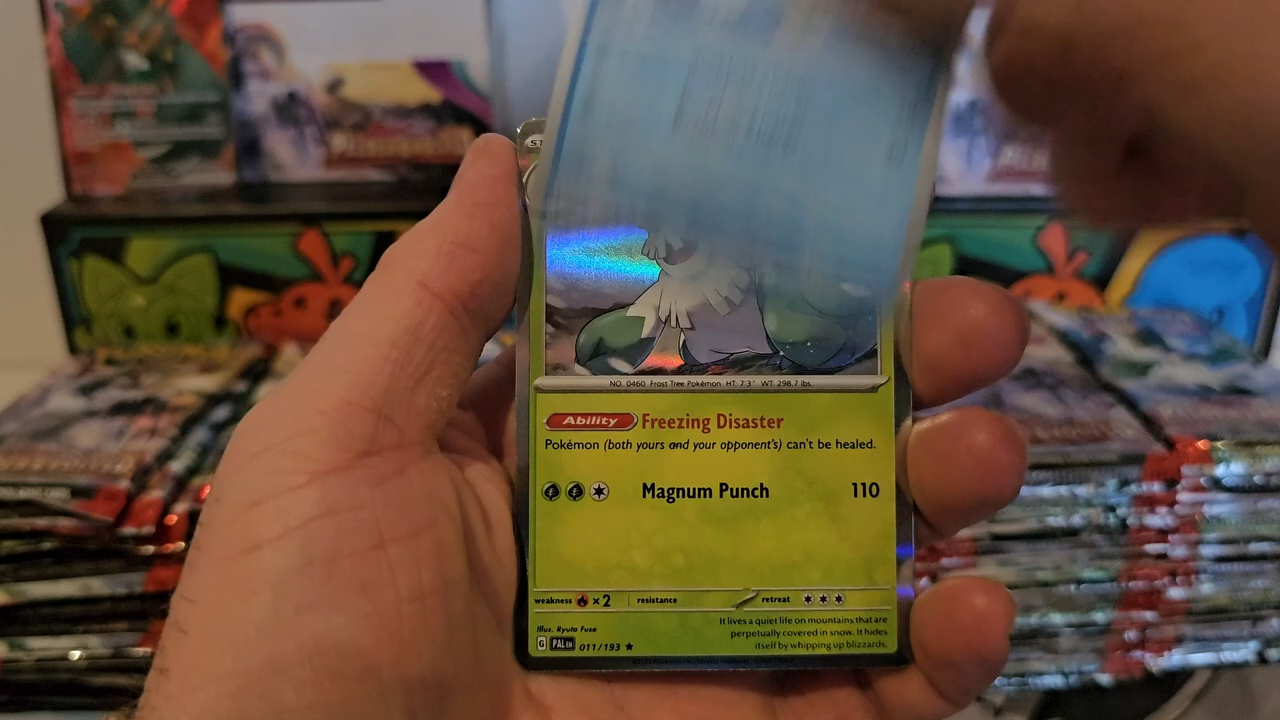 ST
NO. 0460 Frost Tree Pokémon HT: 7'3" WT: 298.7 lbs.
Ability Freezing Disaster
Pokémon (both yours and your opponent's) can't be healed.
Magnum Punch 110
weakness ×2 resistance retreat
Illus. Ryuta Fuse
It lives a quiet life on mountains that are
perpetually covered in snow. It hides
itself by whipping up blizzards.
G PAL EN 011/193 ★